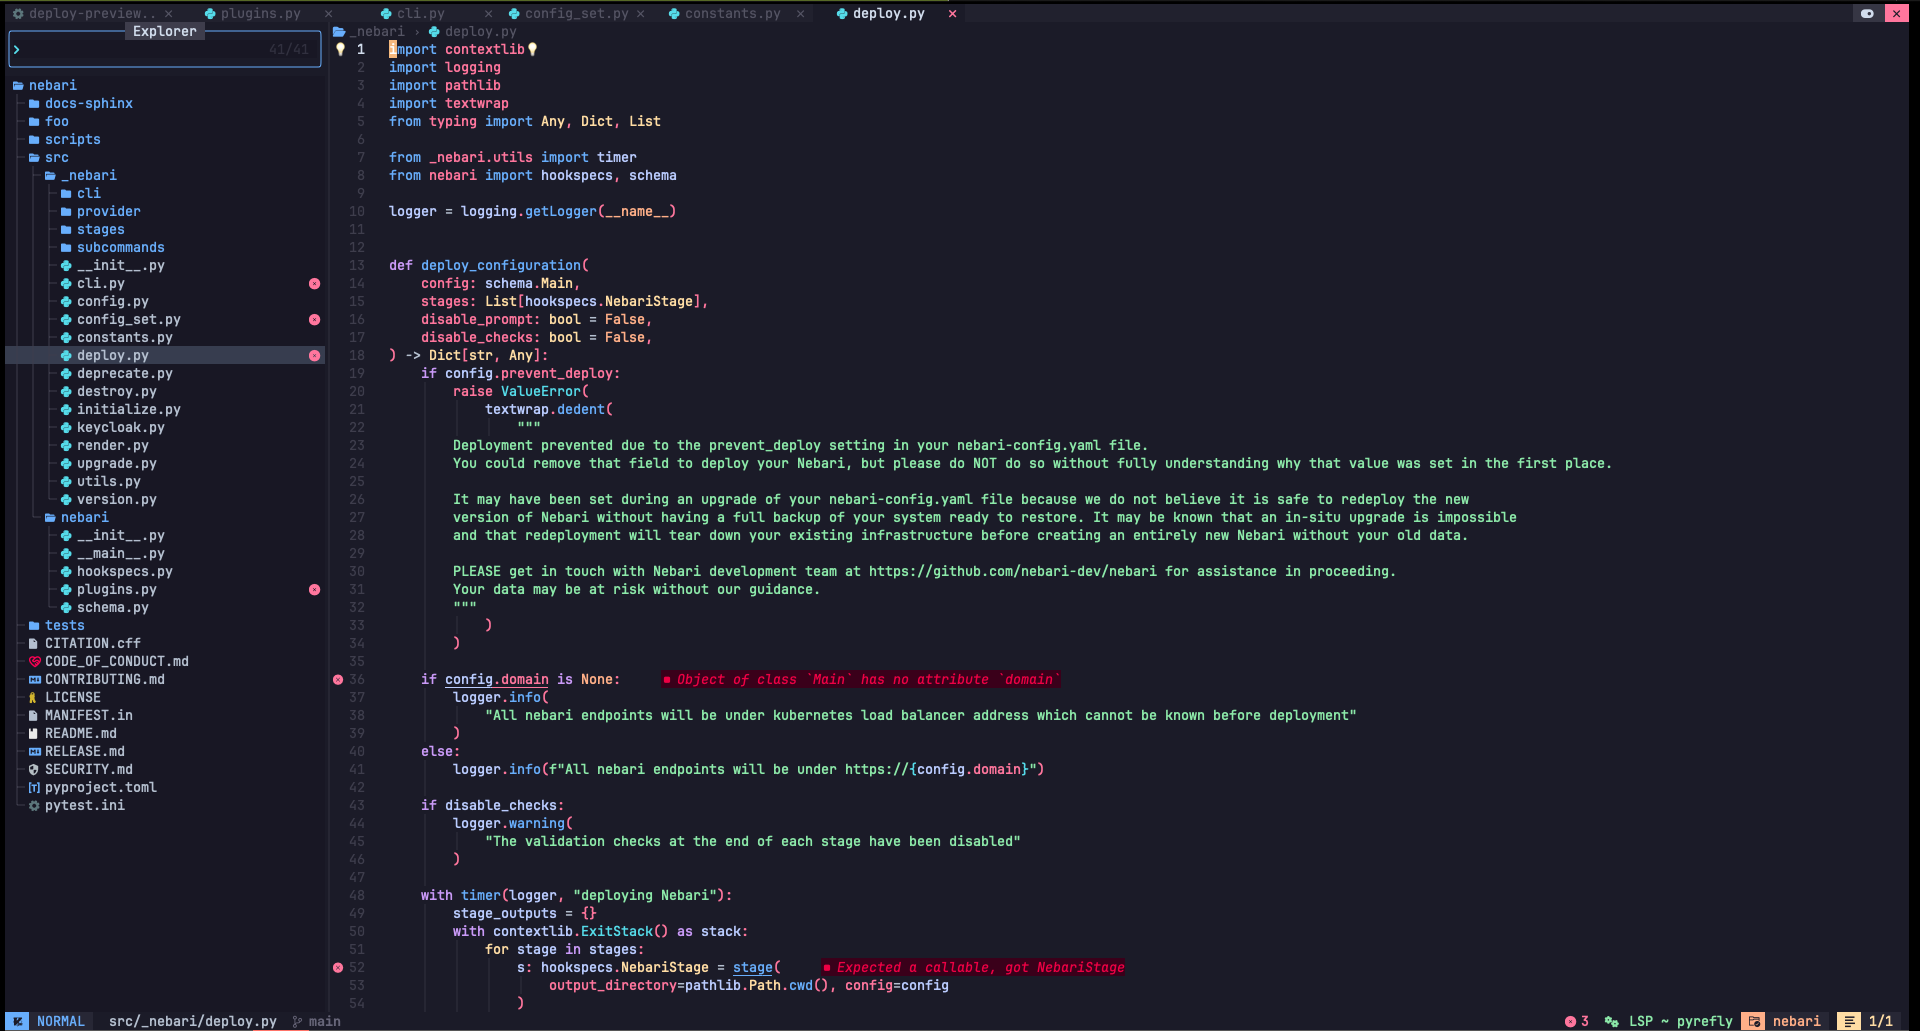 deploy-preview.. × plugins.py × cli.py × config_set.py × constants.py × deploy.py ×
Explorer
> 41/41
nebari
docs-sphinx
foo
scripts
src
_nebari
cli
provider
stages
subcommands
__init__.py
cli.py
config.py
config_set.py
constants.py
deploy.py
deprecate.py
destroy.py
initialize.py
keycloak.py
render.py
upgrade.py
utils.py
version.py
nebari
__init__.py
__main__.py
hookspecs.py
plugins.py
schema.py
tests
CITATION.cff
CODE_OF_CONDUCT.md
CONTRIBUTING.md
LICENSE
MANIFEST.in
README.md
RELEASE.md
SECURITY.md
pyproject.toml
pytest.ini
_nebari › deploy.py
1 import contextlib
2 import logging
3 import pathlib
4 import textwrap
5 from typing import Any, Dict, List
6
7 from _nebari.utils import timer
8 from nebari import hookspecs, schema
9
10 logger = logging.getLogger(__name__)
11
12
13 def deploy_configuration(
14     config: schema.Main,
15     stages: List[hookspecs.NebariStage],
16     disable_prompt: bool = False,
17     disable_checks: bool = False,
18 ) -> Dict[str, Any]:
19     if config.prevent_deploy:
20         raise ValueError(
21             textwrap.dedent(
22                 """
23         Deployment prevented due to the prevent_deploy setting in your nebari-config.yaml file.
24         You could remove that field to deploy your Nebari, but please do NOT do so without fully understanding why that value was set in the first place.
25
26         It may have been set during an upgrade of your nebari-config.yaml file because we do not believe it is safe to redeploy the new
27         version of Nebari without having a full backup of your system ready to restore. It may be known that an in-situ upgrade is impossible
28         and that redeployment will tear down your existing infrastructure before creating an entirely new Nebari without your old data.
29
30         PLEASE get in touch with Nebari development team at https://github.com/nebari-dev/nebari for assistance in proceeding.
31         Your data may be at risk without our guidance.
32         """
33             )
34         )
35
36     if config.domain is None:     ■ Object of class `Main` has no attribute `domain`
37         logger.info(
38             "All nebari endpoints will be under kubernetes load balancer address which cannot be known before deployment"
39         )
40     else:
41         logger.info(f"All nebari endpoints will be under https://{config.domain}")
42
43     if disable_checks:
44         logger.warning(
45             "The validation checks at the end of each stage have been disabled"
46         )
47
48     with timer(logger, "deploying Nebari"):
49         stage_outputs = {}
50         with contextlib.ExitStack() as stack:
51             for stage in stages:
52                 s: hookspecs.NebariStage = stage(     ■ Expected a callable, got NebariStage
53                     output_directory=pathlib.Path.cwd(), config=config
54                 )
NORMAL src/_nebari/deploy.py main 3 LSP ~ pyrefly nebari 1/1